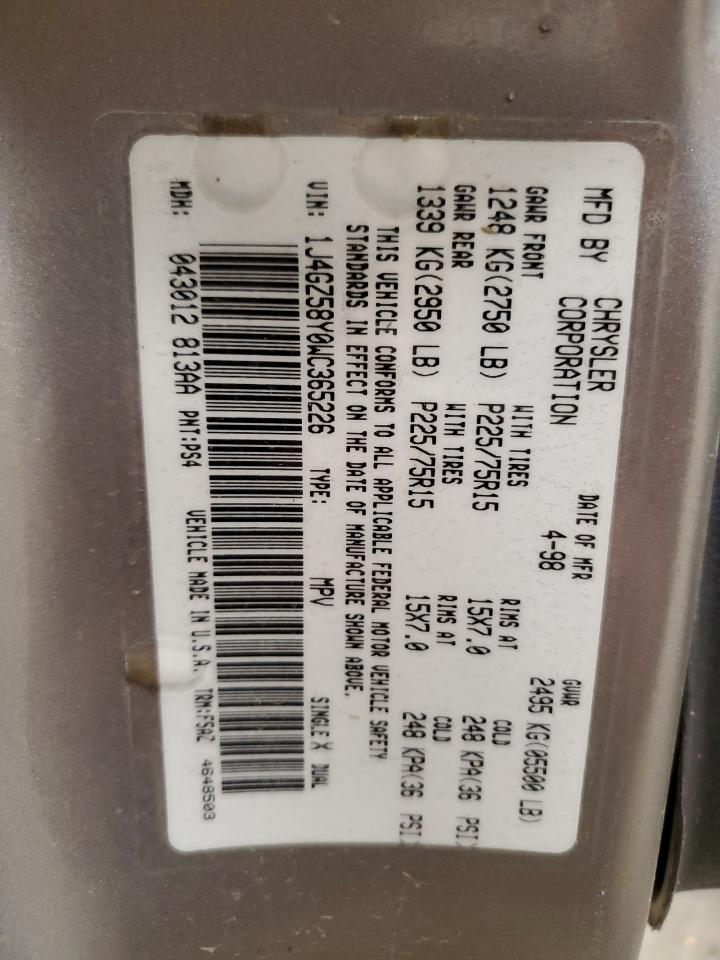 MFD BY CHRYSLER CORPORATION DATE OF MFR 4-98 GVWR 2495 KG(05500 LB)
GAWR FRONT WITH TIRES RIMS AT COLD
1248 KG(2750 LB) P225/75R15 15X7.0 248 KPA(36 PSI)
GAWR REAR WITH TIRES RIMS AT COLD
1339 KG(2950 LB) P225/75R15 15X7.0 248 KPA(36 PSI)
THIS VEHICLE CONFORMS TO ALL APPLICABLE FEDERAL MOTOR VEHICLE SAFETY
STANDARDS IN EFFECT ON THE DATE OF MANUFACTURE SHOWN ABOVE.
VIN: 1J4GZ58Y0WC365226 TYPE: MPV SINGLE X DUAL
MDH: 043012 813AA PNT:PS4 VEHICLE MADE IN U.S.A. TRM:F5AZ 4648503